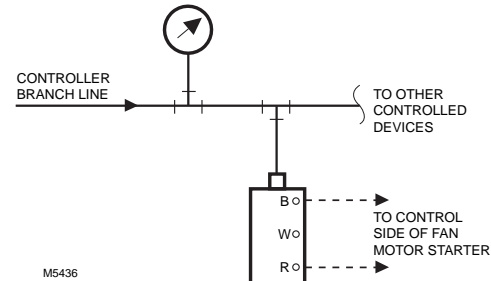 CONTROLLER
BRANCH LINE
TO OTHER
CONTROLLED
DEVICES
B
W
R
TO CONTROL
SIDE OF FAN
MOTOR STARTER
M5436